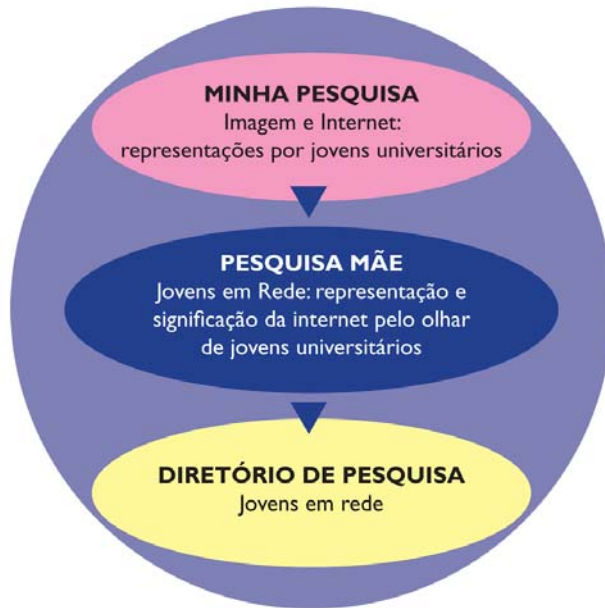 MINHA PESQUISA
Imagem e Internet:
representações por jovens universitários
PESQUISA MÃE
Jovens em Rede: representação e
significação da internet pelo olhar
de jovens universitários
DIRETÓRIO DE PESQUISA
Jovens em rede